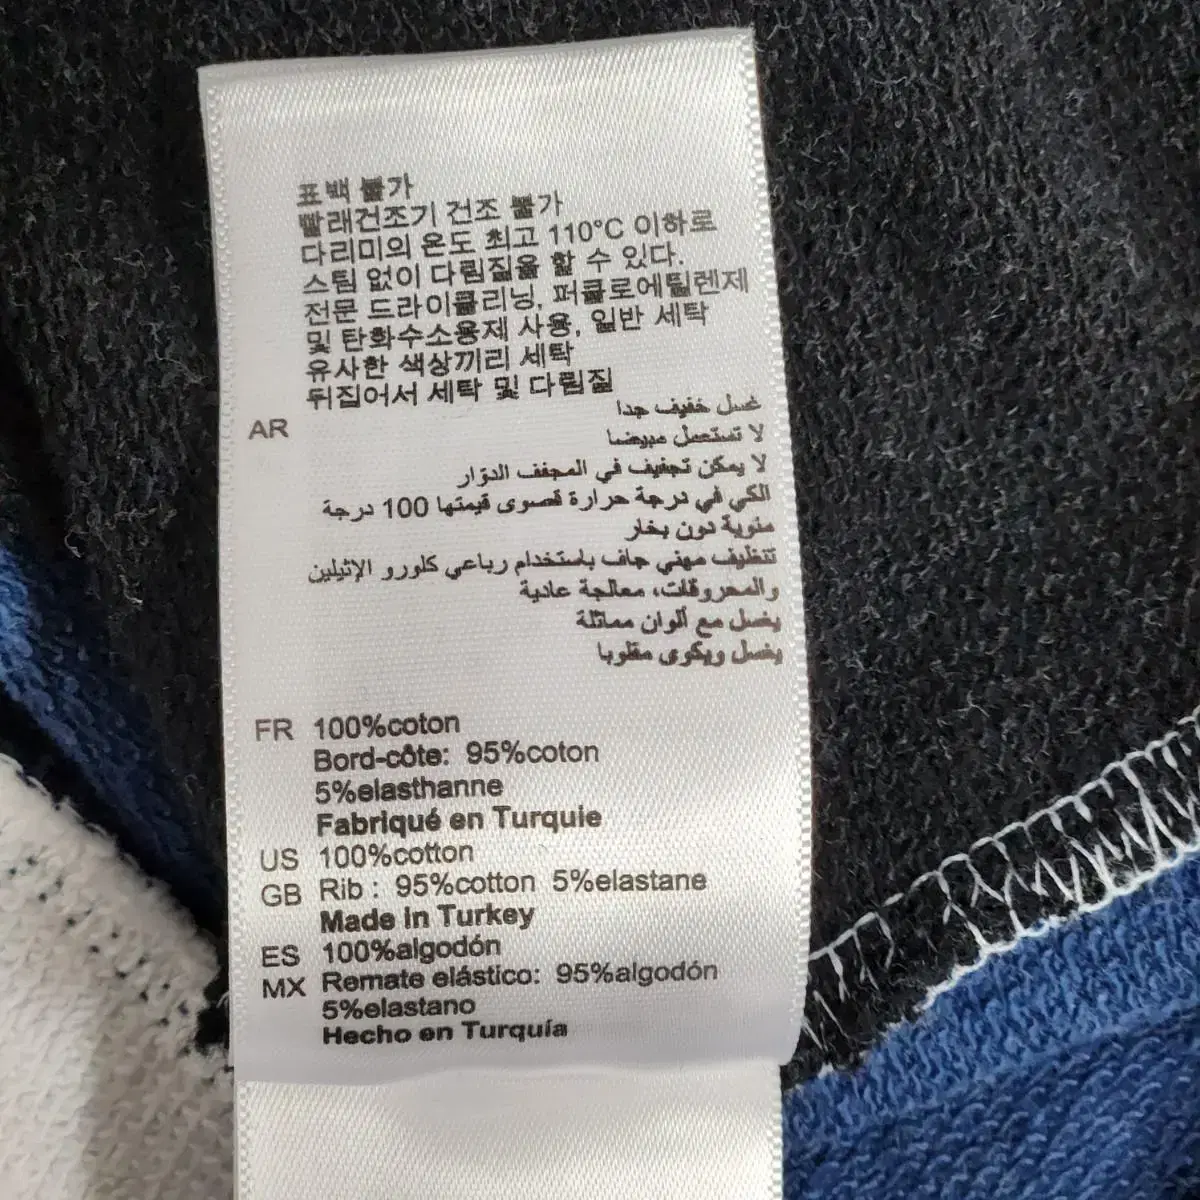 표백 불가
빨래건조기 건조 불가
다리미의 온도 최고 110°C 이하로
스팀 없이 다림질을 할 수 있다.
전문 드라이클리닝, 퍼클로에틸렌제
및 탄화수소용제 사용, 일반 세탁
유사한 색상끼리 세탁
뒤집어서 세탁 및 다림질
AR غسل خفيف جدا
لا تستعمل مبيضا
لا يمكن تجفيف في المجفف الدوّار
الكي في درجة حرارة قصوى قيمتها 100 درجة
مئوية دون بخار
تنظيف مهني جاف باستخدام رباعي كلورو الإثيلين
والمحروقات، معالجة عادية
يغسل مع ألوان مماثلة
يغسل ويكوى مقلوبا
FR 100%coton
Bord-côte: 95%coton
5%elasthanne
Fabriqué en Turquie
US 100%cotton
GB Rib : 95%cotton 5%elastane
Made in Turkey
ES 100%algodón
MX Remate elástico: 95%algodón
5%elastano
Hecho en Turquía